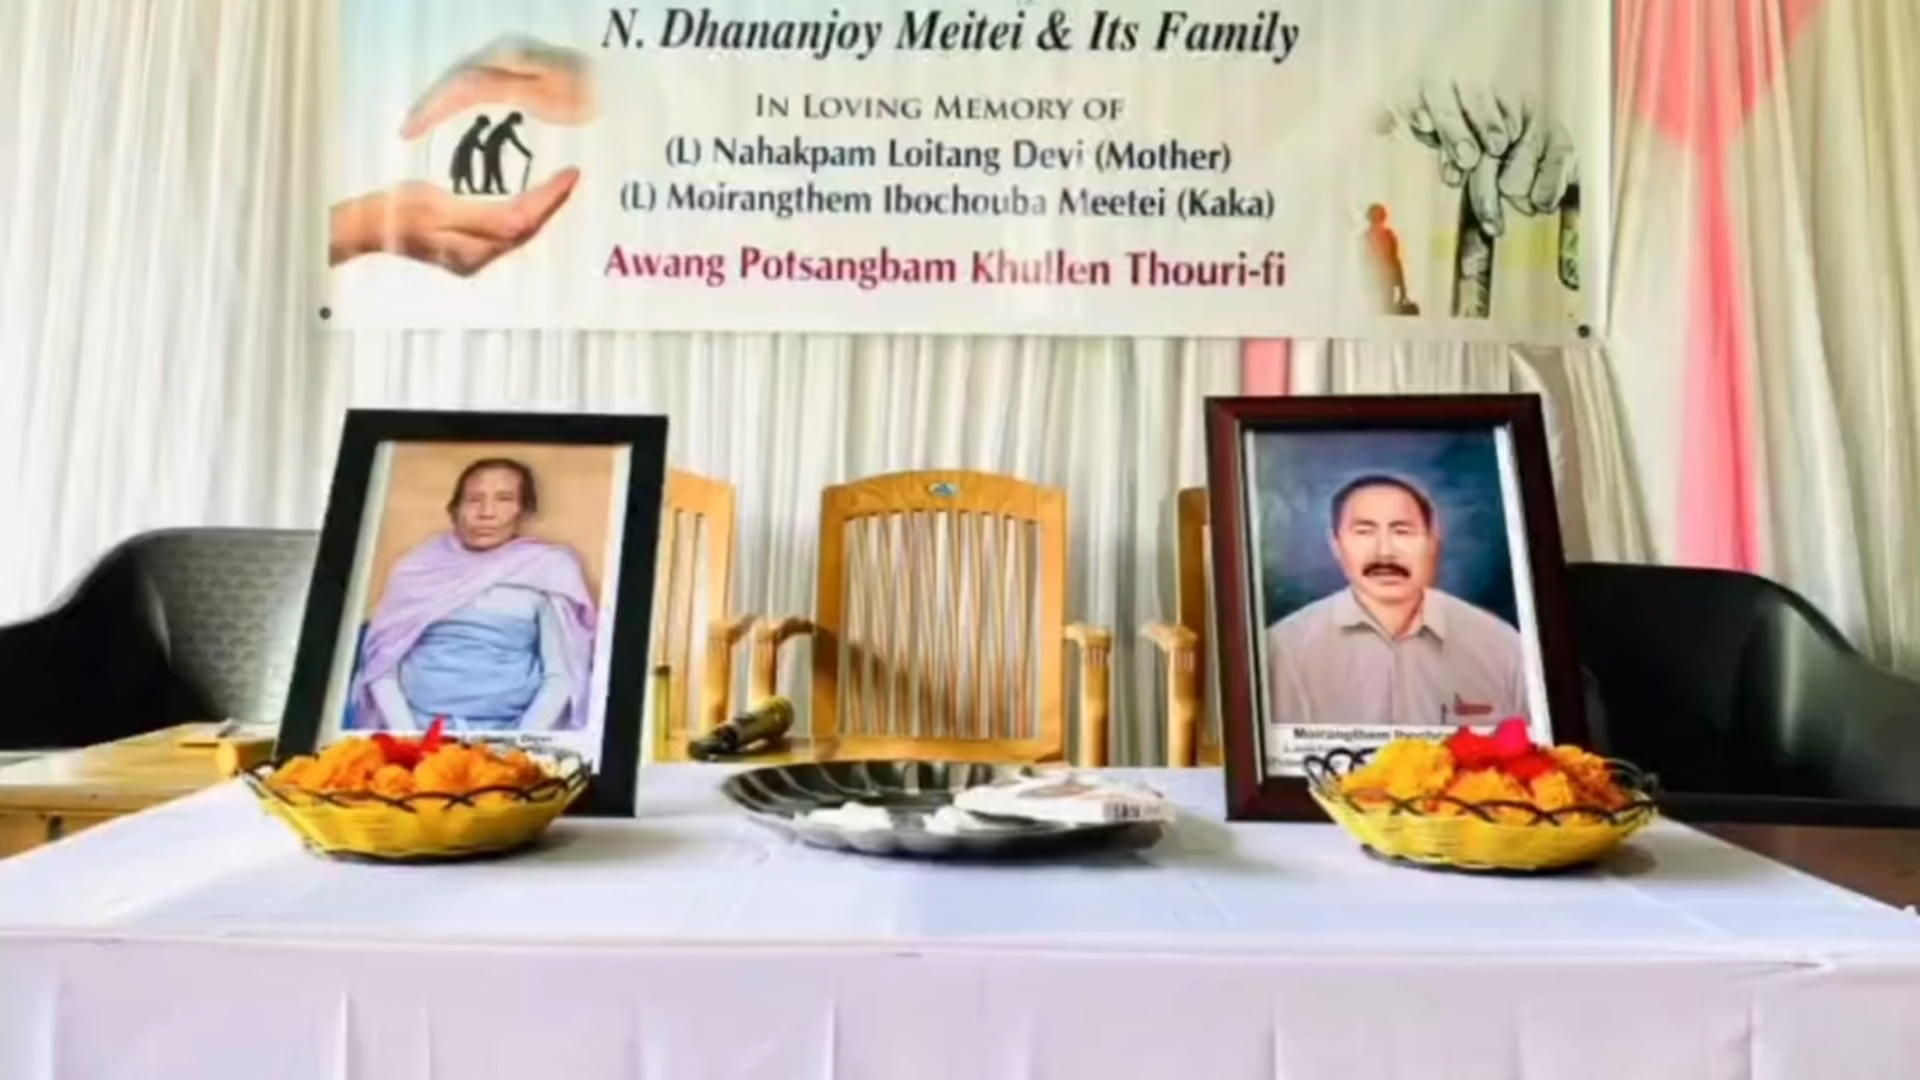 N. Dhananjoy Meitei & Its Family
IN LOVING MEMORY OF
(L) Nahakpam Loitang Devi (Mother)
(L) Moirangthem Ibochouba Meetei (Kaka)
Awang Potsangbam Khullen Thouri-fi
Moirangthem